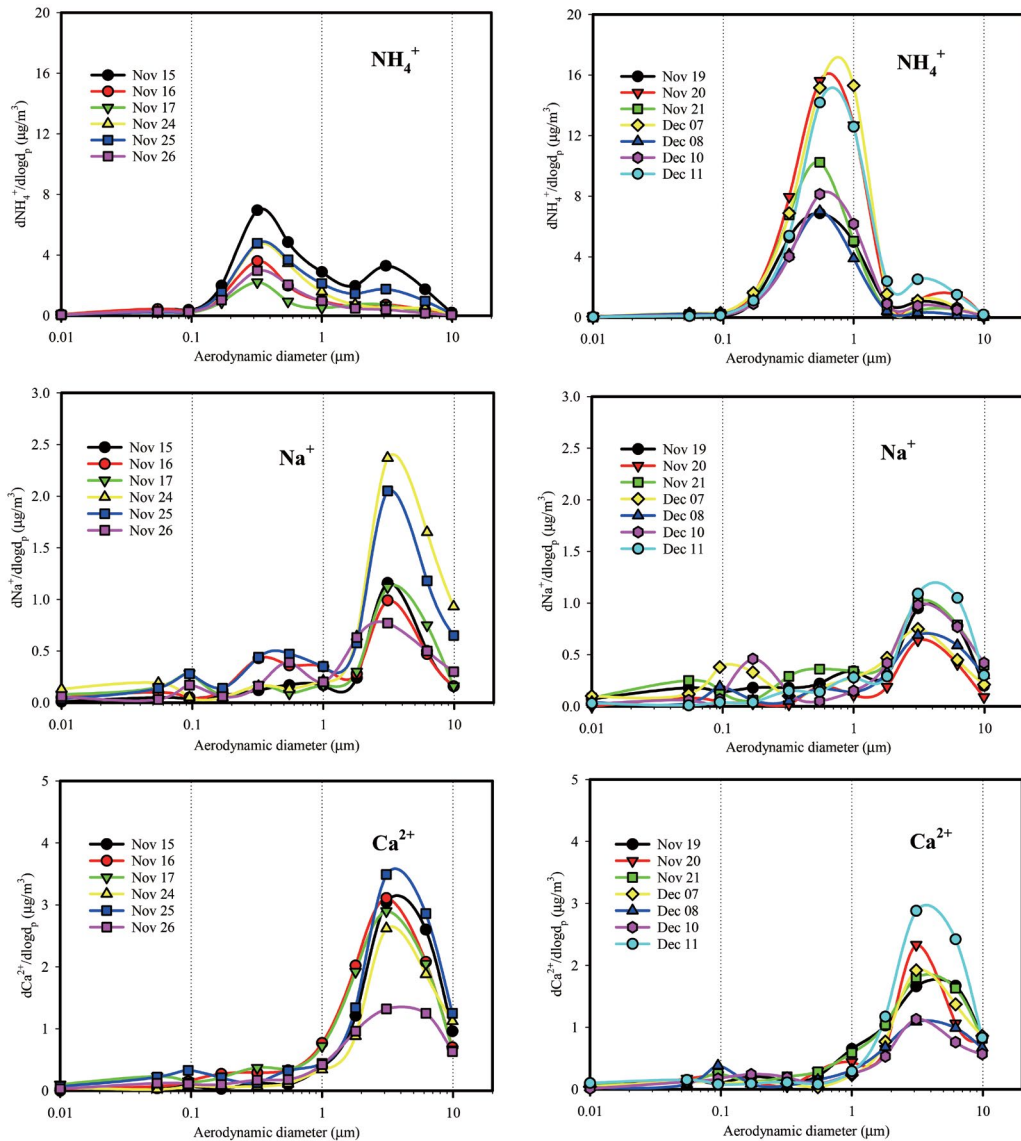 20
16
12
8
4
0
dNH₄⁺/dlogdₚ (µg/m³)
NH₄⁺
Nov 15
Nov 16
Nov 17
Nov 24
Nov 25
Nov 26
0.01 0.1 1.0 10
Aerodynamic diameter (µm)
20
16
12
8
4
0
dNH₄⁺/dlogdₚ (µg/m³)
NH₄⁺
Nov 19
Nov 20
Nov 21
Dec 07
Dec 08
Dec 10
Dec 11
0.01 0.1 1 10
Aerodynamic diameter (µm)
3.0
2.5
2.0
1.5
1.0
0.5
0.0
dNa⁺/dlogdₚ (µg/m³)
Na⁺
Nov 15
Nov 16
Nov 17
Nov 24
Nov 25
Nov 26
0.01 0.1 1.0 10
Aerodynamic diameter (µm)
3.0
2.5
2.0
1.5
1.0
0.5
0.0
dNa⁺/dlogdₚ (µg/m³)
Na⁺
Nov 19
Nov 20
Nov 21
Dec 07
Dec 08
Dec 10
Dec 11
0.01 0.1 1 10
Aerodynamic diameter (µm)
5
4
3
2
1
0
dCa²⁺/dlogdₚ (µg/m³)
Ca²⁺
Nov 15
Nov 16
Nov 17
Nov 24
Nov 25
Nov 26
0.01 0.1 1.0 10
Aerodynamic diameter (µm)
5
4
3
2
1
0
dCa²⁺/dlogdₚ (µg/m³)
Ca²⁺
Nov 19
Nov 20
Nov 21
Dec 07
Dec 08
Dec 10
Dec 11
0.01 0.1 1 10
Aerodynamic diameter (µm)